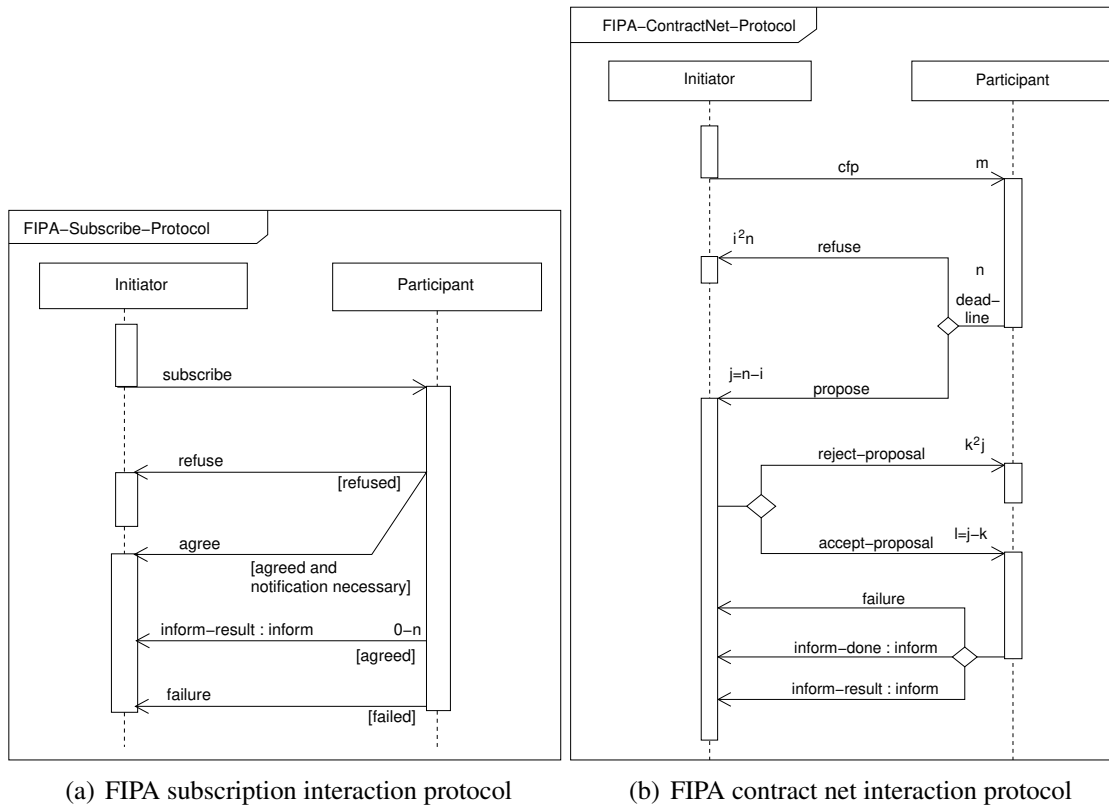 FIPA−Subscribe−Protocol
Initiator
Participant
subscribe
refuse
[refused]
agree
[agreed and
notification necessary]
inform−result : inform
0−n
[agreed]
failure
[failed]
(a) FIPA subscription interaction protocol
FIPA−ContractNet−Protocol
Initiator
Participant
cfp
m
i²n
refuse
n
dead−
line
j=n−i
propose
reject−proposal
k²j
accept−proposal
l=j−k
failure
inform−done : inform
inform−result : inform
(b) FIPA contract net interaction protocol